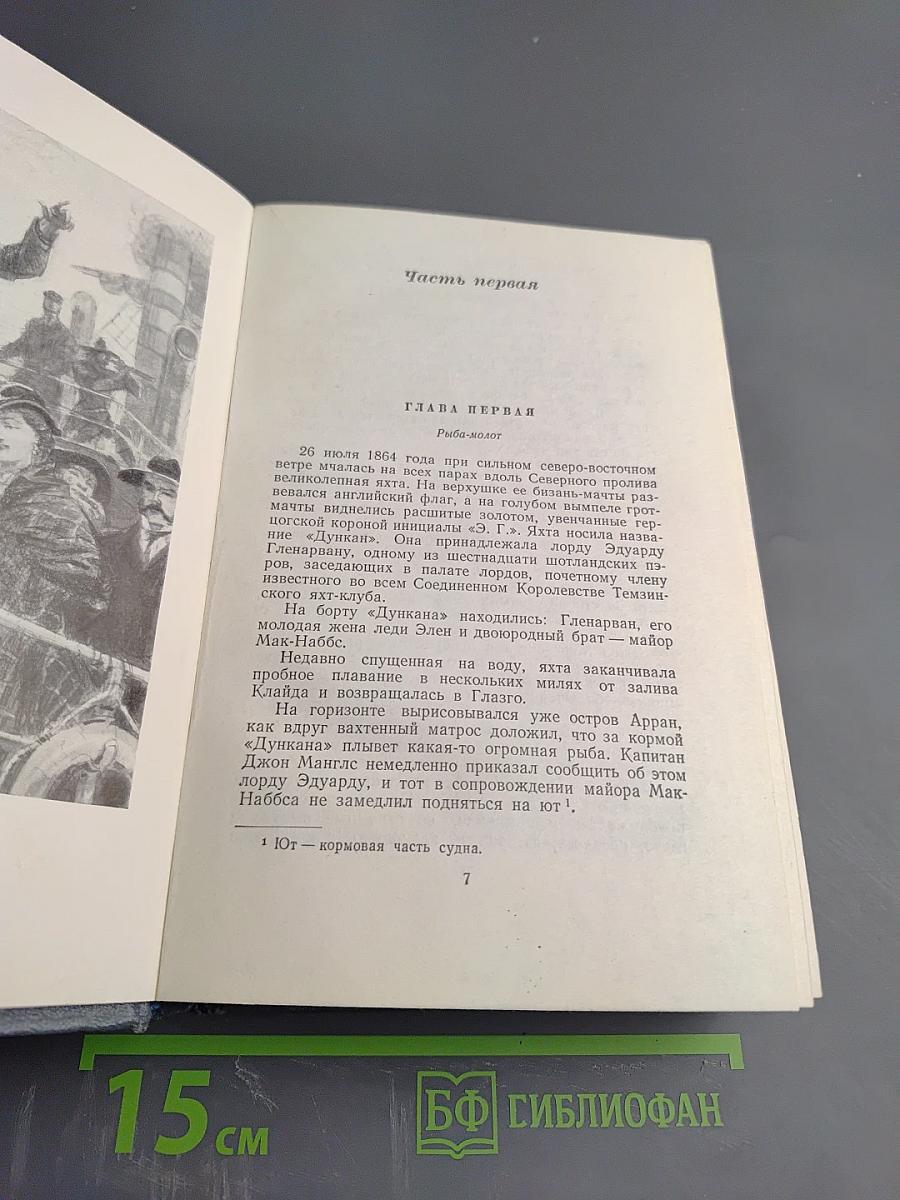 Часть первая
ГЛАВА ПЕРВАЯ
Рыба-молот
26 июля 1864 года при сильном северо-восточном
ветре мчалась на всех парах вдоль Северного пролива
великолепная яхта. На верхушке ее бизань-мачты раз-
вевался английский флаг, а на голубом вымпеле грот-
мачты виднелись расшитые золотом, увенчанные гер-
цогской короной инициалы «Э. Г.». Яхта носила назва-
ние «Дункан». Она принадлежала лорду Эдуарду
Гленарвану, одному из шестнадцати шотландских пэ-
ров, заседающих в палате лордов, почетному члену
известного во всем Соединенном Королевстве Темзин-
ского яхт-клуба.
На борту «Дункана» находились: Гленарван, его
молодая жена леди Элен и двоюродный брат — майор
Мак-Наббс.
Недавно спущенная на воду, яхта заканчивала
пробное плавание в нескольких милях от залива
Клайда и возвращалась в Глазго.
На горизонте вырисовывался уже остров Арран,
как вдруг вахтенный матрос доложил, что за кормой
«Дункана» плывет какая-то огромная рыба. Капитан
Джон Манглс немедленно приказал сообщить об этом
лорду Эдуарду, и тот в сопровождении майора Мак-
Наббса не замедлил подняться на ют ¹.
¹ Ют — кормовая часть судна.
7
15 см
БФ СИБЛИОФАН